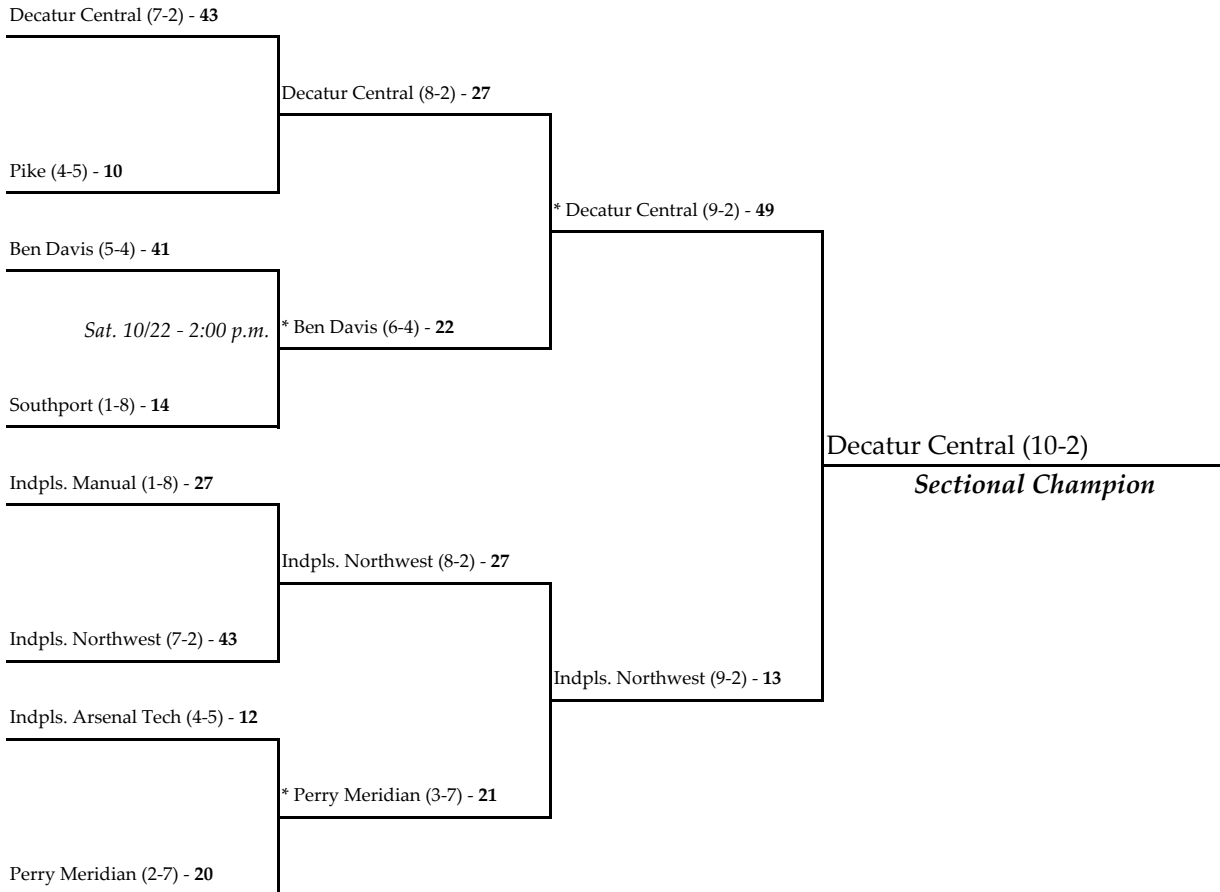 Decatur Central (7-2) - 43
Decatur Central (8-2) - 27
Pike (4-5) - 10
* Decatur Central (9-2) - 49
Ben Davis (5-4) - 41
Sat. 10/22 - 2:00 p.m.
* Ben Davis (6-4) - 22
Southport (1-8) - 14
Decatur Central (10-2)
Sectional Champion
Indpls. Manual (1-8) - 27
Indpls. Northwest (8-2) - 27
Indpls. Northwest (7-2) - 43
Indpls. Northwest (9-2) - 13
Indpls. Arsenal Tech (4-5) - 12
* Perry Meridian (3-7) - 21
Perry Meridian (2-7) - 20